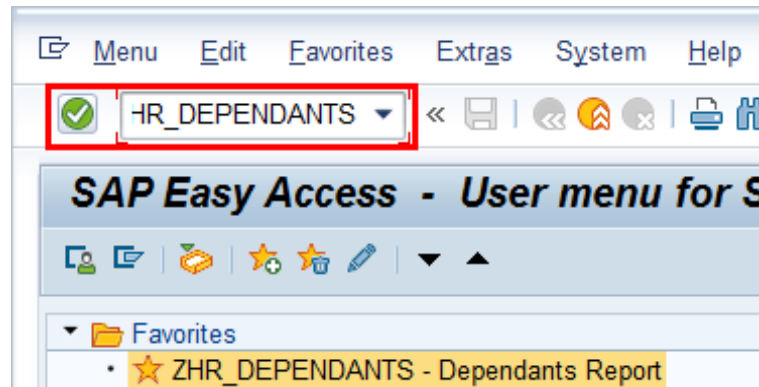 Menu Edit Favorites Extras System Help
HR_DEPENDANTS
SAP Easy Access - User menu for S
Favorites
ZHR_DEPENDANTS - Dependants Report